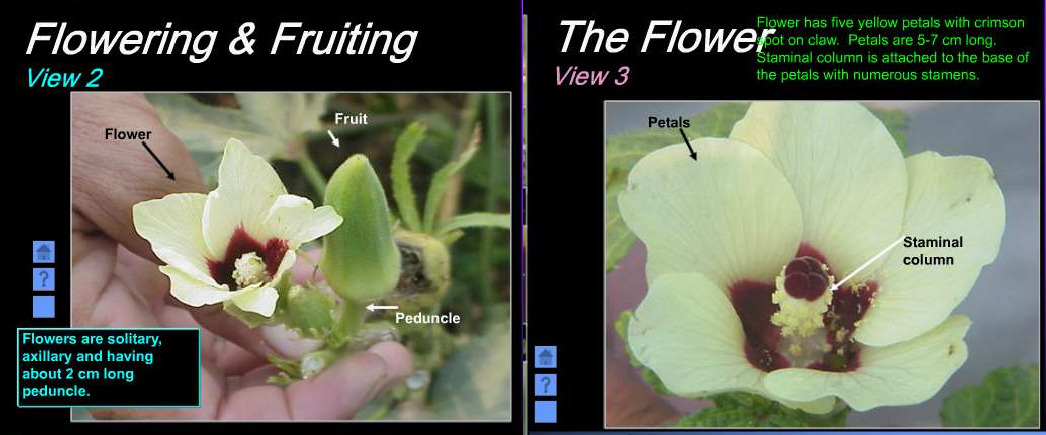 Flowering & Fruiting
View 2
Flower
Fruit
Peduncle
Flowers are solitary,
axillary and having
about 2 cm long
peduncle.
The Flower
View 3
Flower has five yellow petals with crimson
spot on claw. Petals are 5-7 cm long.
Staminal column is attached to the base of
the petals with numerous stamens.
Petals
Staminal
column
?
?